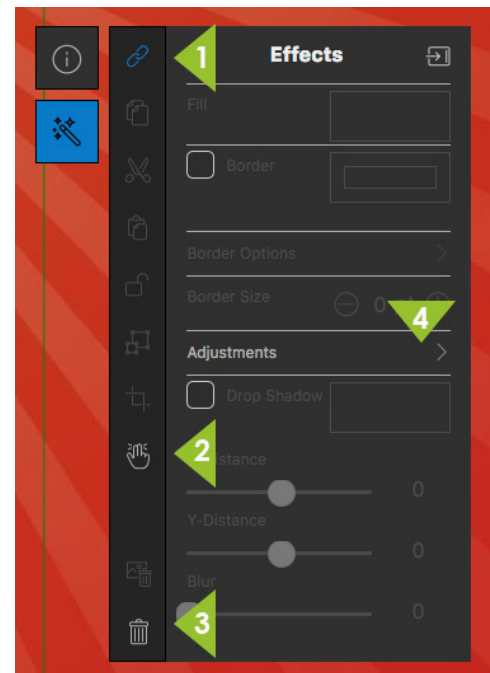 1
Effects
Fill
Border
Border Options
Border Size
0
4
Adjustments
Drop Shadow
2
istance
0
Y-Distance
0
Blur
0
3